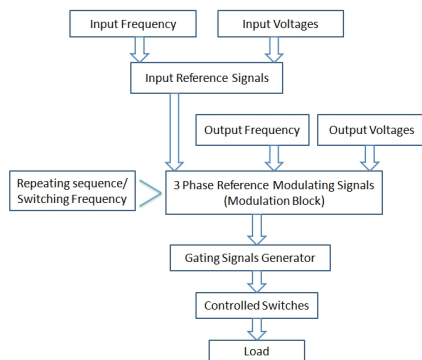 Input Frequency
Input Voltages
Input Reference Signals
Output Frequency
Output Voltages
Repeating sequence/
Switching Frequency
3 Phase Reference Modulating Signals
(Modulation Block)
Gating Signals Generator
Controlled Switches
Load